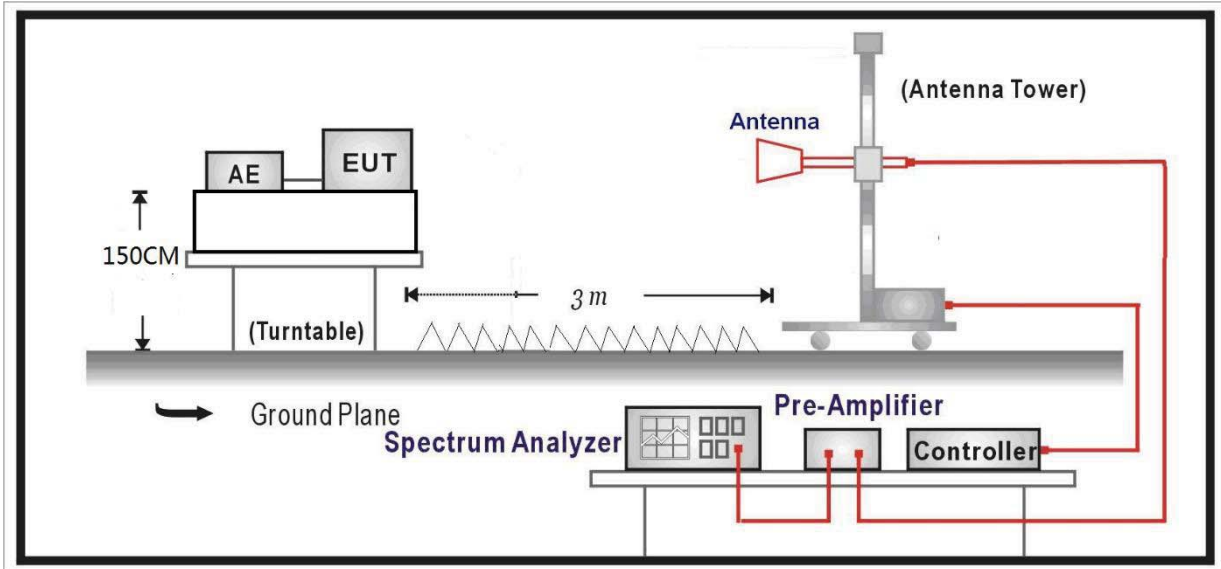 (Antenna Tower)
Antenna
AE
EUT
150CM
3 m
(Turntable)
Ground Plane
Pre-Amplifier
Spectrum Analyzer
Controller